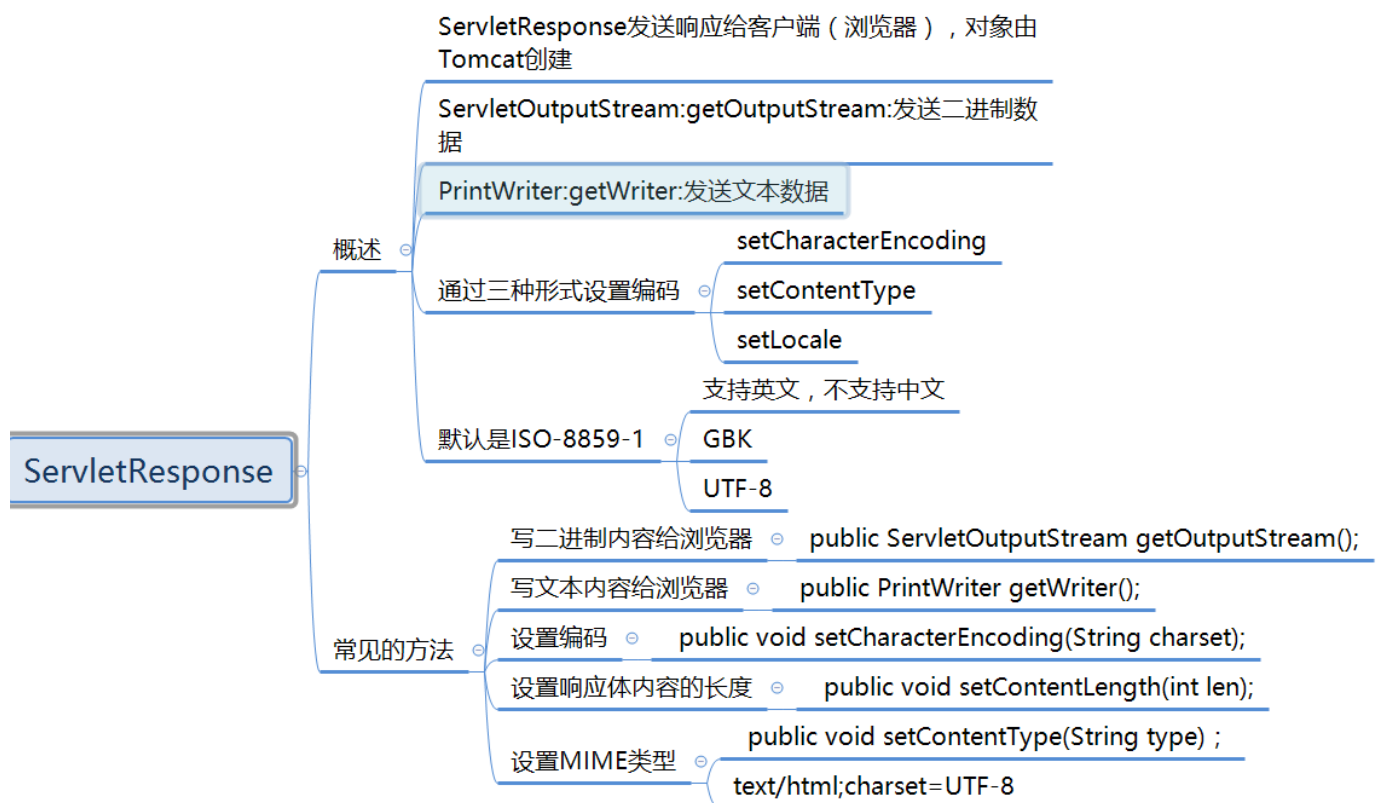 ServletResponse发送响应给客户端（浏览器），对象由
Tomcat创建
ServletOutputStream:getOutputStream:发送二进制数
据
PrintWriter:getWriter:发送文本数据
概述
setCharacterEncoding
通过三种形式设置编码
setContentType
setLocale
支持英文，不支持中文
默认是ISO-8859-1
GBK
UTF-8
ServletResponse
写二进制内容给浏览器
public ServletOutputStream getOutputStream();
写文本内容给浏览器
public PrintWriter getWriter();
设置编码
public void setCharacterEncoding(String charset);
常见的方法
设置响应体内容的长度
public void setContentLength(int len);
设置MIME类型
public void setContentType(String type)；
text/html;charset=UTF-8